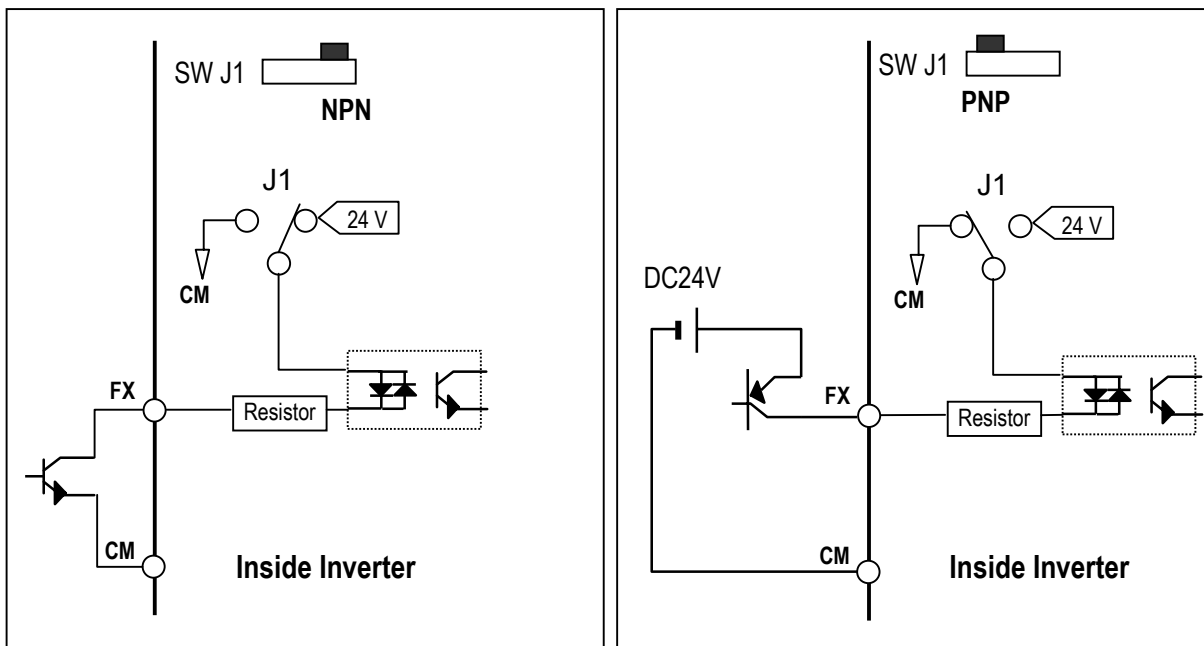 SW J1
NPN
J1
24 V
CM
FX
Resistor
CM
Inside Inverter
SW J1
PNP
J1
24 V
CM
DC24V
FX
Resistor
CM
Inside Inverter